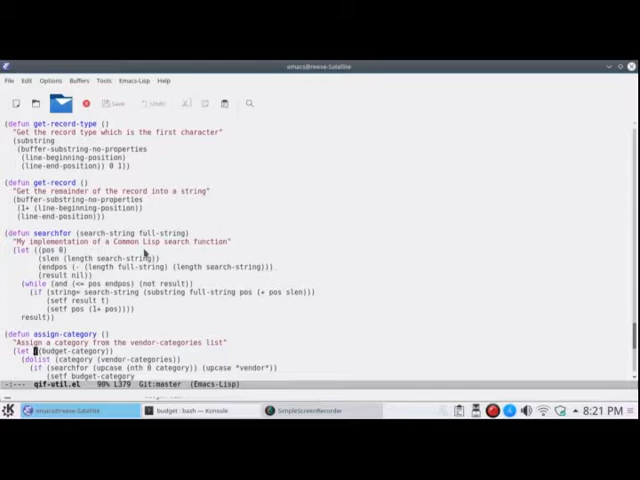 emacs@reese-Satellite
File Edit Options Buffers Tools Emacs-Lisp Help
Save Undo
(defun get-record-type ()
"Get the record type which is the first character"
(substring
(buffer-substring-no-properties
(line-beginning-position)
(line-end-position)) 0 1))
(defun get-record ()
"Get the remainder of the record into a string"
(buffer-substring-no-properties
(1+ (line-beginning-position))
(line-end-position)))
(defun searchfor (search-string full-string)
"My implementation of a Common Lisp search function"
(let ((pos 0)
(slen (length search-string))
(endpos (- (length full-string) (length search-string)))
(result nil))
(while (and (<= pos endpos) (not result))
(if (string= search-string (substring full-string pos (+ pos slen)))
(setf result t)
(setf pos (1+ pos))))
result))
(defun assign-category ()
"Assign a category from the vendor-categories list"
(let ((budget-category))
(dolist (category (vendor-categories))
(if (searchfor (upcase (nth 0 category)) (upcase *vendor*))
(setf budget-category
-:--- qif-util.el 90% L379 Git:master (Emacs-Lisp)
emacs@reese-Satellite budget : bash — Konsole SimpleScreenRecorder 8:21 PM